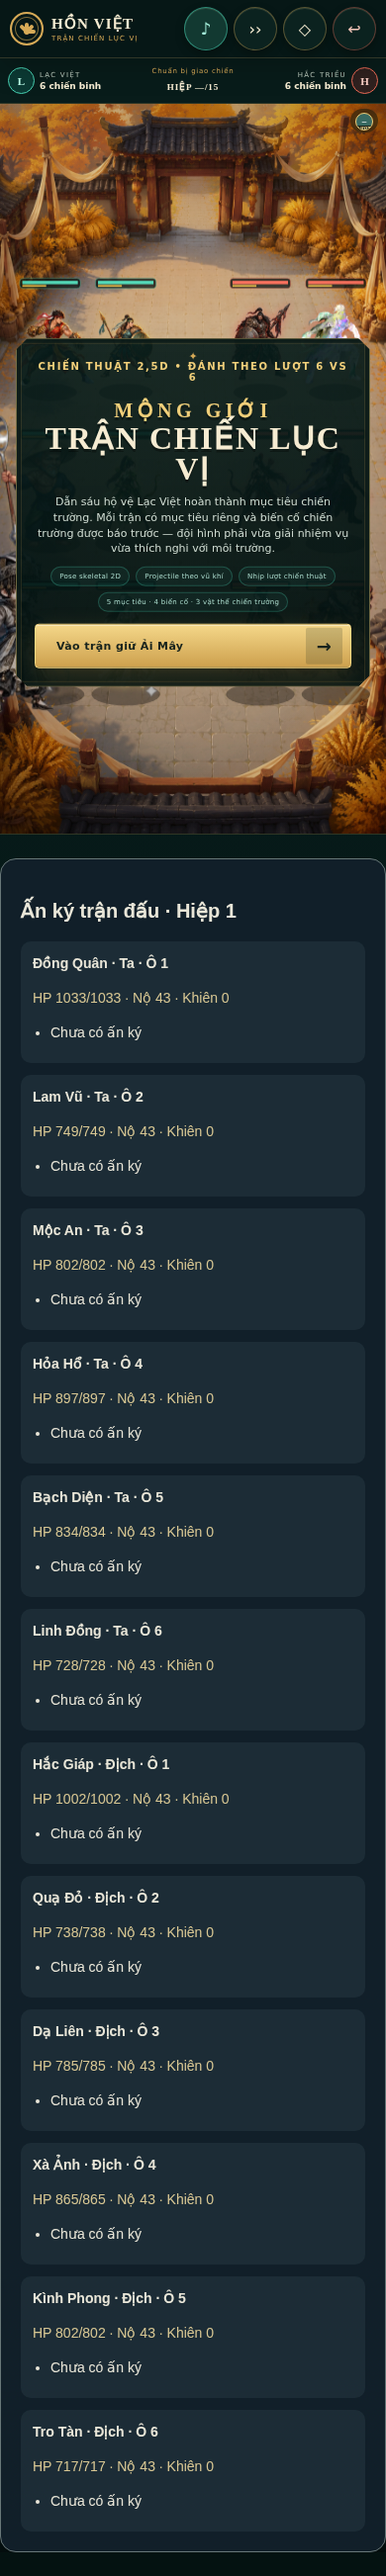 HỒN VIỆT
TRẬN CHIẾN LỤC VỊ
♪ ›› ◇ ↩
L
LẠC VIỆT
6 chiến binh
Chuẩn bị giao chiến
HIỆP —/15
HẮC TRIỀU
6 chiến binh
H
CHIẾN THUẬT 2,5D • ĐÁNH THEO LƯỢT 6 VS
6
MỘNG GIỚI
TRẬN CHIẾN LỤC
VỊ
Dẫn sáu hộ vệ Lạc Việt hoàn thành mục tiêu chiến
trường. Mỗi trận có mục tiêu riêng và biến cố chiến
trường được báo trước — đội hình phải vừa giải nhiệm vụ
vừa thích nghi với môi trường.
Pose skeletal 2D
Projectile theo vũ khí
Nhịp lượt chiến thuật
5 mục tiêu · 4 biến cố · 3 vật thể chiến trường
Vào trận giữ Ải Mây →
Ấn ký trận đấu · Hiệp 1
Đồng Quân · Ta · Ô 1
HP 1033/1033 · Nộ 43 · Khiên 0
• Chưa có ấn ký
Lam Vũ · Ta · Ô 2
HP 749/749 · Nộ 43 · Khiên 0
• Chưa có ấn ký
Mộc An · Ta · Ô 3
HP 802/802 · Nộ 43 · Khiên 0
• Chưa có ấn ký
Hỏa Hổ · Ta · Ô 4
HP 897/897 · Nộ 43 · Khiên 0
• Chưa có ấn ký
Bạch Diện · Ta · Ô 5
HP 834/834 · Nộ 43 · Khiên 0
• Chưa có ấn ký
Linh Đồng · Ta · Ô 6
HP 728/728 · Nộ 43 · Khiên 0
• Chưa có ấn ký
Hắc Giáp · Địch · Ô 1
HP 1002/1002 · Nộ 43 · Khiên 0
• Chưa có ấn ký
Quạ Đỏ · Địch · Ô 2
HP 738/738 · Nộ 43 · Khiên 0
• Chưa có ấn ký
Dạ Liên · Địch · Ô 3
HP 785/785 · Nộ 43 · Khiên 0
• Chưa có ấn ký
Xà Ảnh · Địch · Ô 4
HP 865/865 · Nộ 43 · Khiên 0
• Chưa có ấn ký
Kình Phong · Địch · Ô 5
HP 802/802 · Nộ 43 · Khiên 0
• Chưa có ấn ký
Tro Tàn · Địch · Ô 6
HP 717/717 · Nộ 43 · Khiên 0
• Chưa có ấn ký